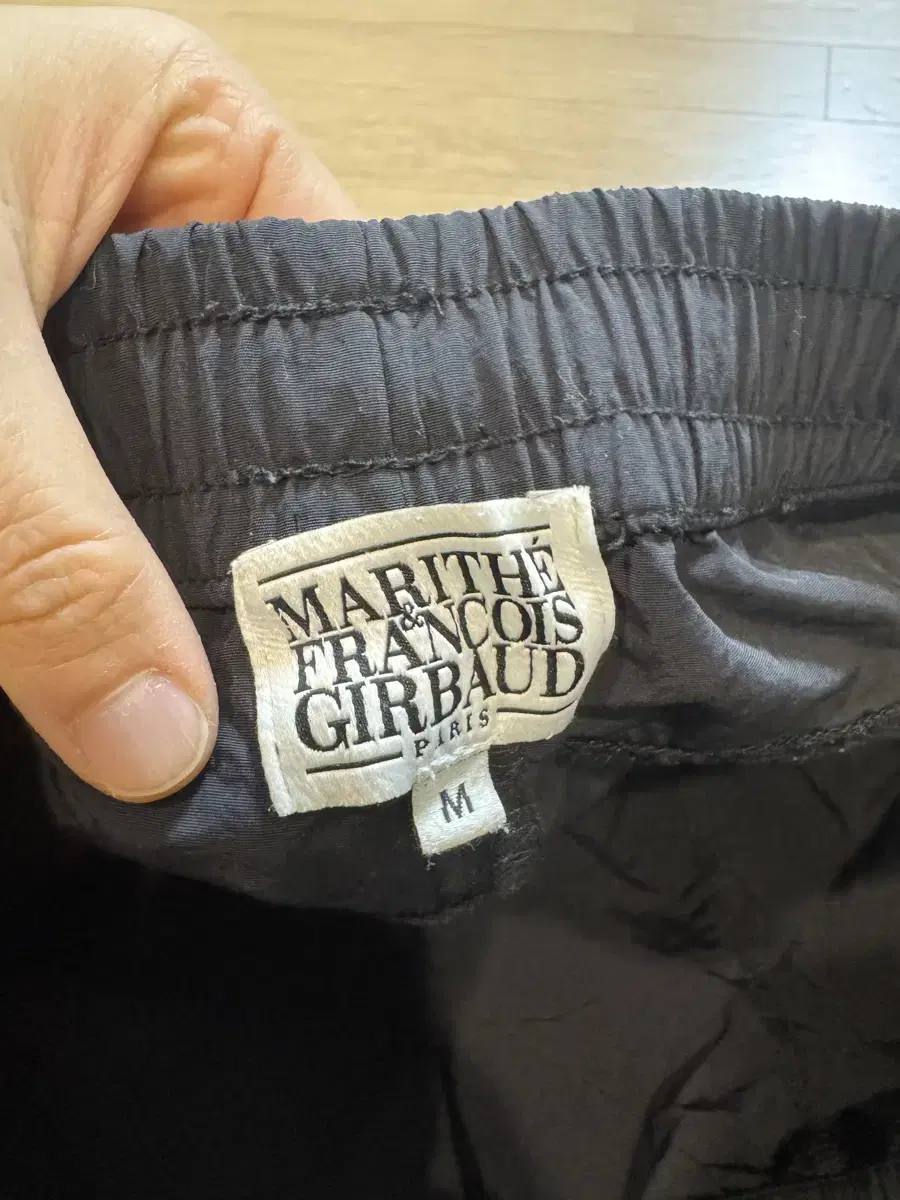 MARITHÉ
&
FRANCOIS
GIRBAUD
PARIS
M